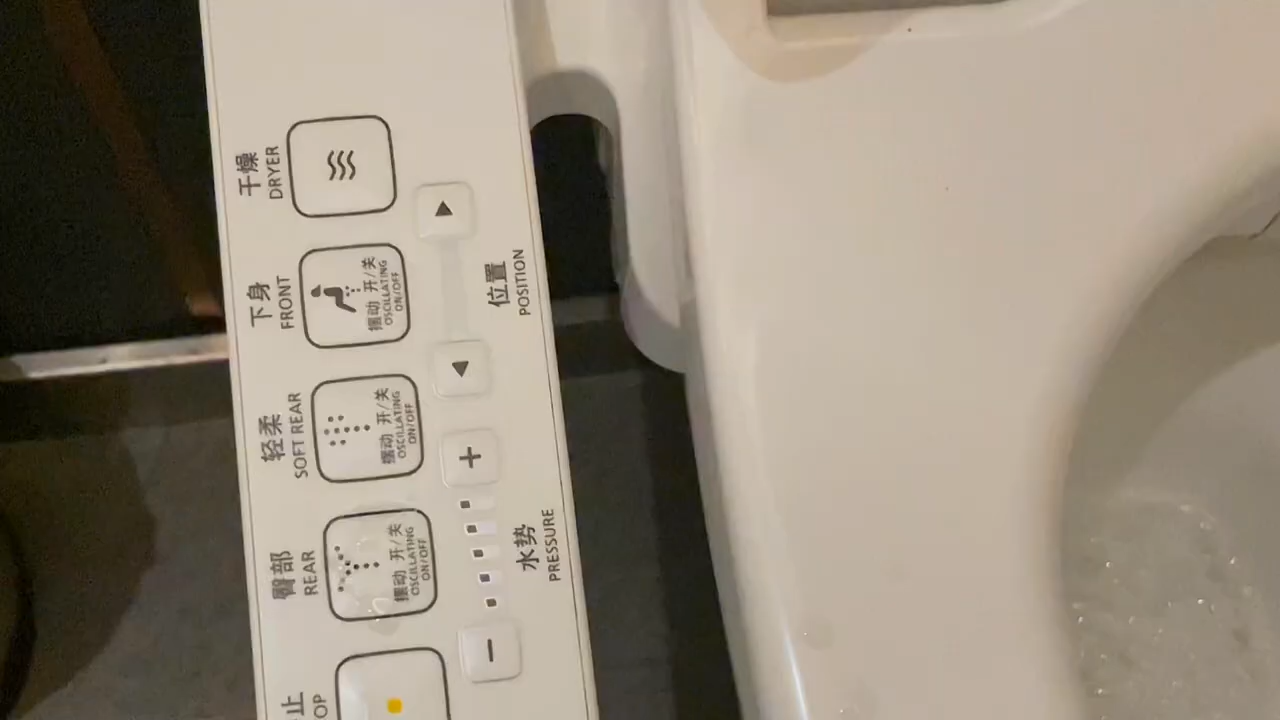 止
OP
臀部
REAR
摆动 开/关
OSCILLATING
ON/OFF
轻柔
SOFT REAR
摆动 开/关
OSCILLATING
ON/OFF
下身
FRONT
摆动 开/关
OSCILLATING
ON/OFF
干燥
DRYER
− +
水势
PRESSURE
位置
POSITION